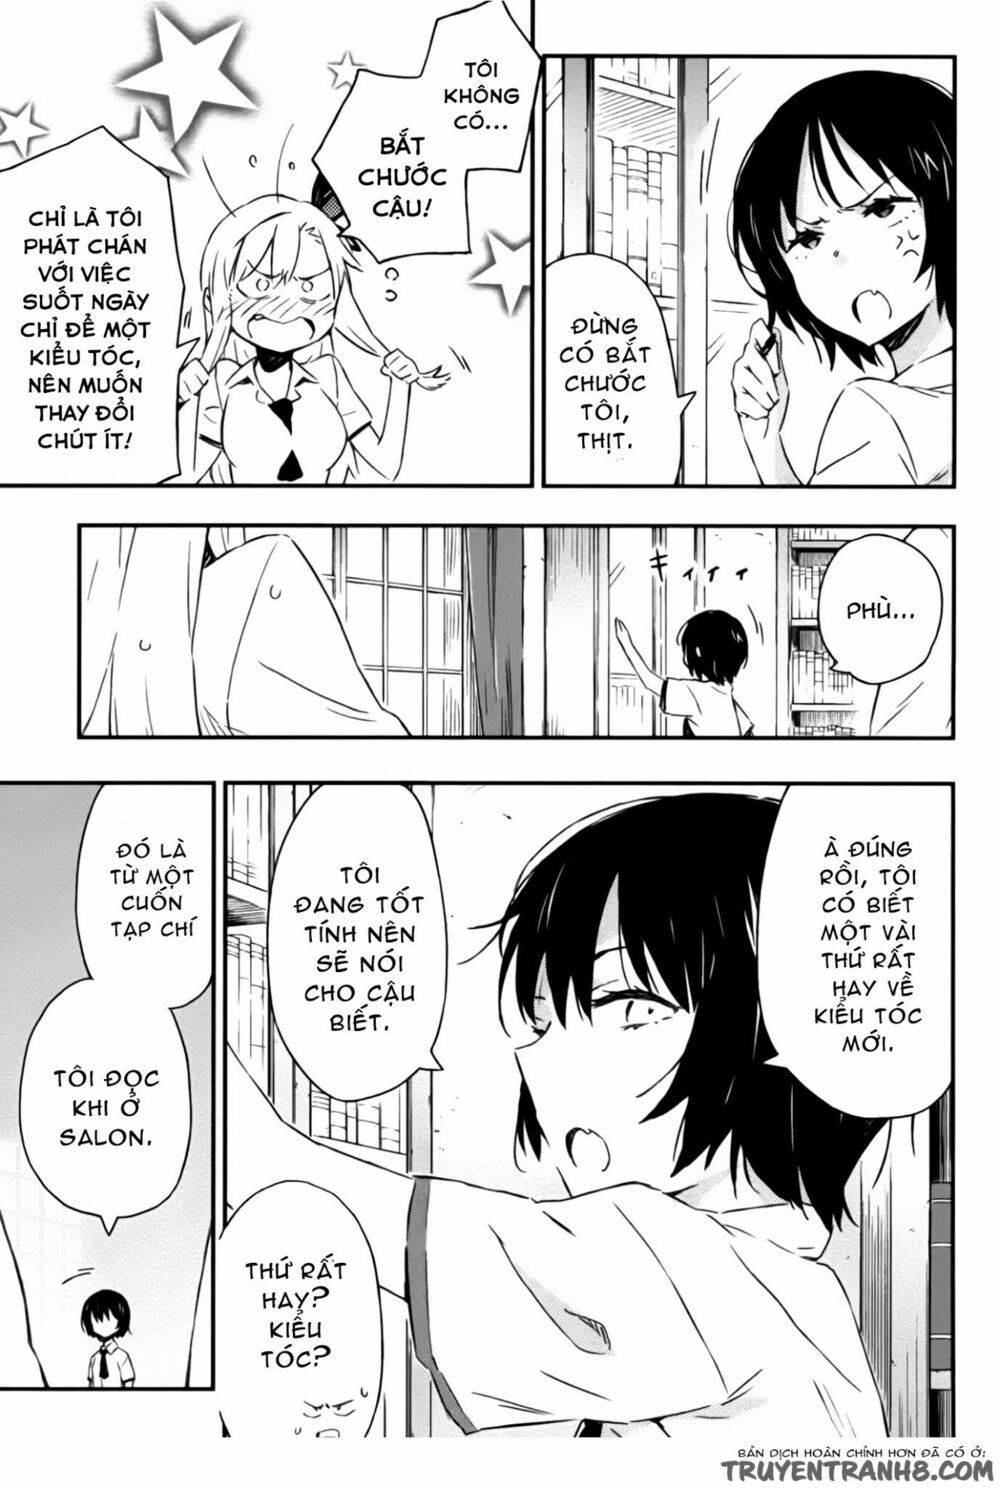 ĐỪNG
CÓ BẮT
CHƯỚC
TÔI,
THỊT.
TÔI
KHÔNG
CÓ...
BẮT
CHƯỚC
CẬU!
CHỈ LÀ TÔI
PHÁT CHÁN
VỚI VIỆC
SUỐT NGÀY
CHỈ ĐỂ MỘT
KIỂU TÓC,
NÊN MUỐN
THAY ĐỔI
CHÚT ÍT!
PHÙ...
À ĐÚNG
RỒI, TÔI
CÓ BIẾT
MỘT VÀI
THỨ RẤT
HAY VỀ
KIỂU TÓC
MỚI.
TÔI
ĐANG TỐT
TÍNH NÊN
SẼ NÓI
CHO CẬU
BIẾT.
THỨ RẤT
HAY?
KIỂU
TÓC?
ĐÓ LÀ
TỪ MỘT
CUỐN
TẠP CHÍ
TÔI ĐỌC
KHI Ở
SALON.
BẢN DỊCH HOÀN CHỈNH HƠN ĐÃ CÓ Ở:
TRUYENTRANH8.COM